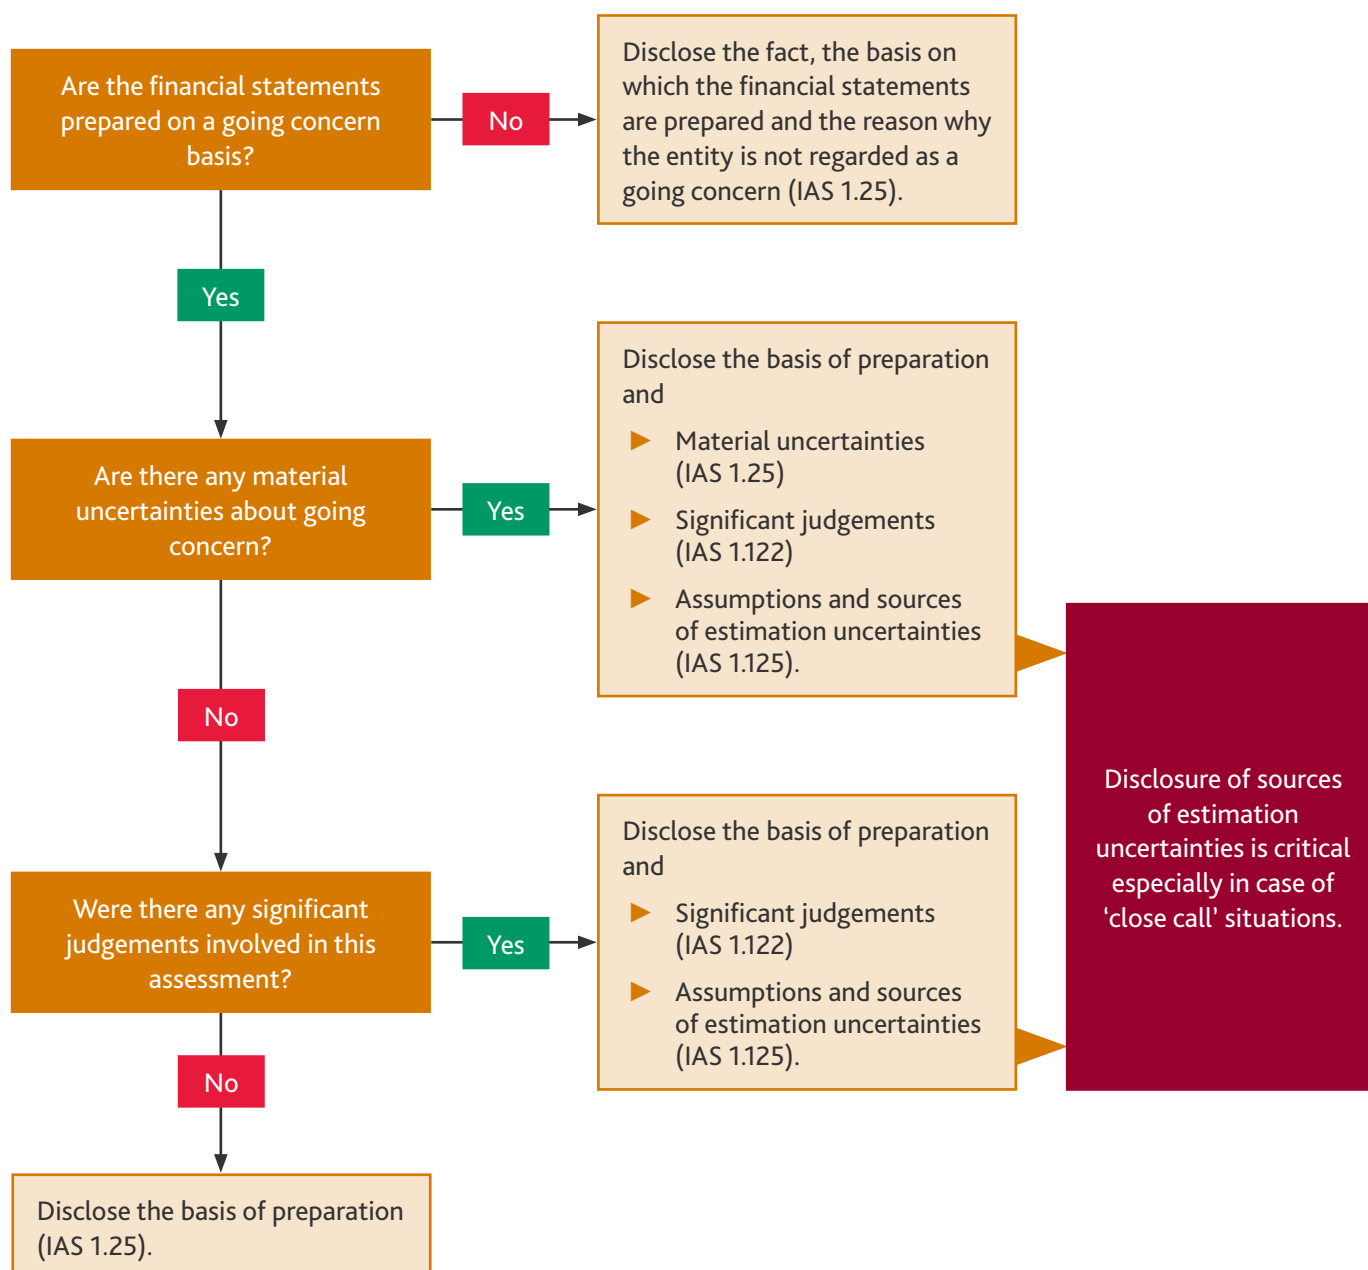 Are the financial statements
prepared on a going concern
basis?
No
Disclose the fact, the basis on
which the financial statements
are prepared and the reason why
the entity is not regarded as a
going concern (IAS 1.25).
Yes
Are there any material
uncertainties about going
concern?
Yes
Disclose the basis of preparation
and
► Material uncertainties
(IAS 1.25)
► Significant judgements
(IAS 1.122)
► Assumptions and sources
of estimation uncertainties
(IAS 1.125).
No
Were there any significant
judgements involved in this
assessment?
Yes
Disclose the basis of preparation
and
► Significant judgements
(IAS 1.122)
► Assumptions and sources
of estimation uncertainties
(IAS 1.125).
Disclosure of sources
of estimation
uncertainties is critical
especially in case of
‘close call’ situations.
No
Disclose the basis of preparation
(IAS 1.25).